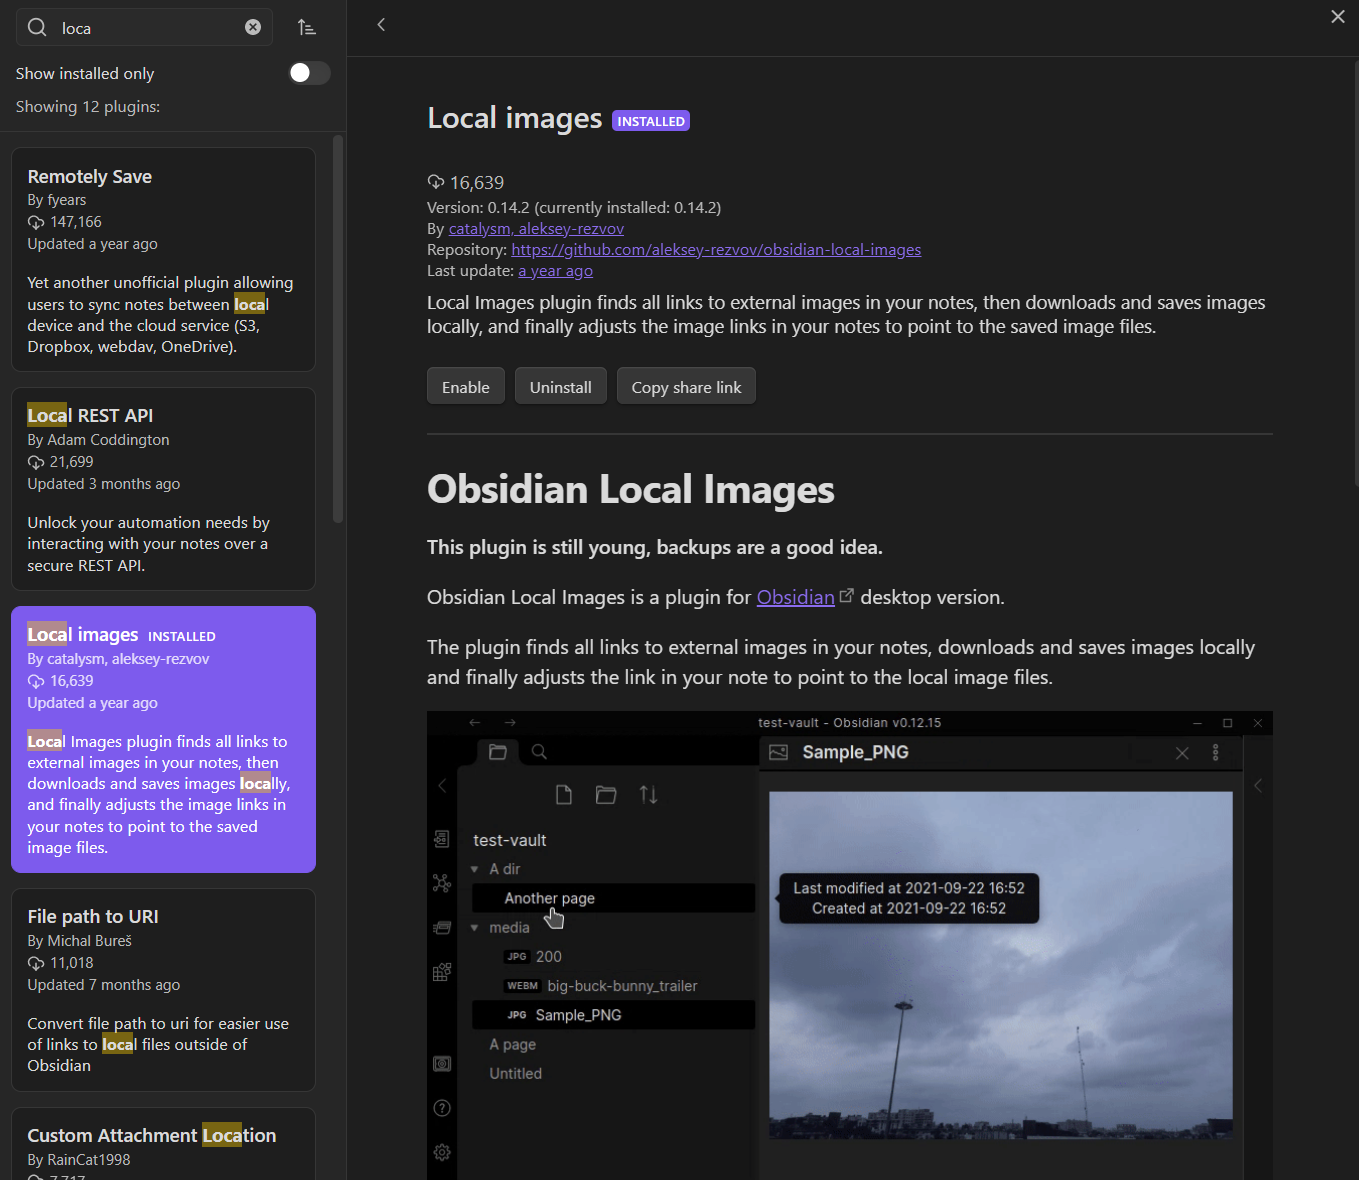 loca
Show installed only
Showing 12 plugins:
Remotely Save
By fyears
147,166
Updated a year ago
Yet another unofficial plugin allowing
users to sync notes between local
device and the cloud service (S3,
Dropbox, webdav, OneDrive).
Local REST API
By Adam Coddington
21,699
Updated 3 months ago
Unlock your automation needs by
interacting with your notes over a
secure REST API.
Local images INSTALLED
By catalysm, aleksey-rezvov
16,639
Updated a year ago
Local Images plugin finds all links to
external images in your notes, then
downloads and saves images locally,
and finally adjusts the image links in
your notes to point to the saved
image files.
File path to URI
By Michal Bureš
11,018
Updated 7 months ago
Convert file path to uri for easier use
of links to local files outside of
Obsidian
Custom Attachment Location
By RainCat1998
7,717
Local images INSTALLED
16,639
Version: 0.14.2 (currently installed: 0.14.2)
By catalysm, aleksey-rezvov
Repository: https://github.com/aleksey-rezvov/obsidian-local-images
Last update: a year ago
Local Images plugin finds all links to external images in your notes, then downloads and saves images
locally, and finally adjusts the image links in your notes to point to the saved image files.
Enable Uninstall Copy share link
Obsidian Local Images
This plugin is still young, backups are a good idea.
Obsidian Local Images is a plugin for Obsidian desktop version.
The plugin finds all links to external images in your notes, downloads and saves images locally
and finally adjusts the link in your note to point to the local image files.
test-vault - Obsidian v0.12.15
Sample_PNG
test-vault
A dir
Another page
media
JPG 200
WEBM big-buck-bunny_trailer
JPG Sample_PNG
A page
Untitled
Last modified at 2021-09-22 16:52
Created at 2021-09-22 16:52